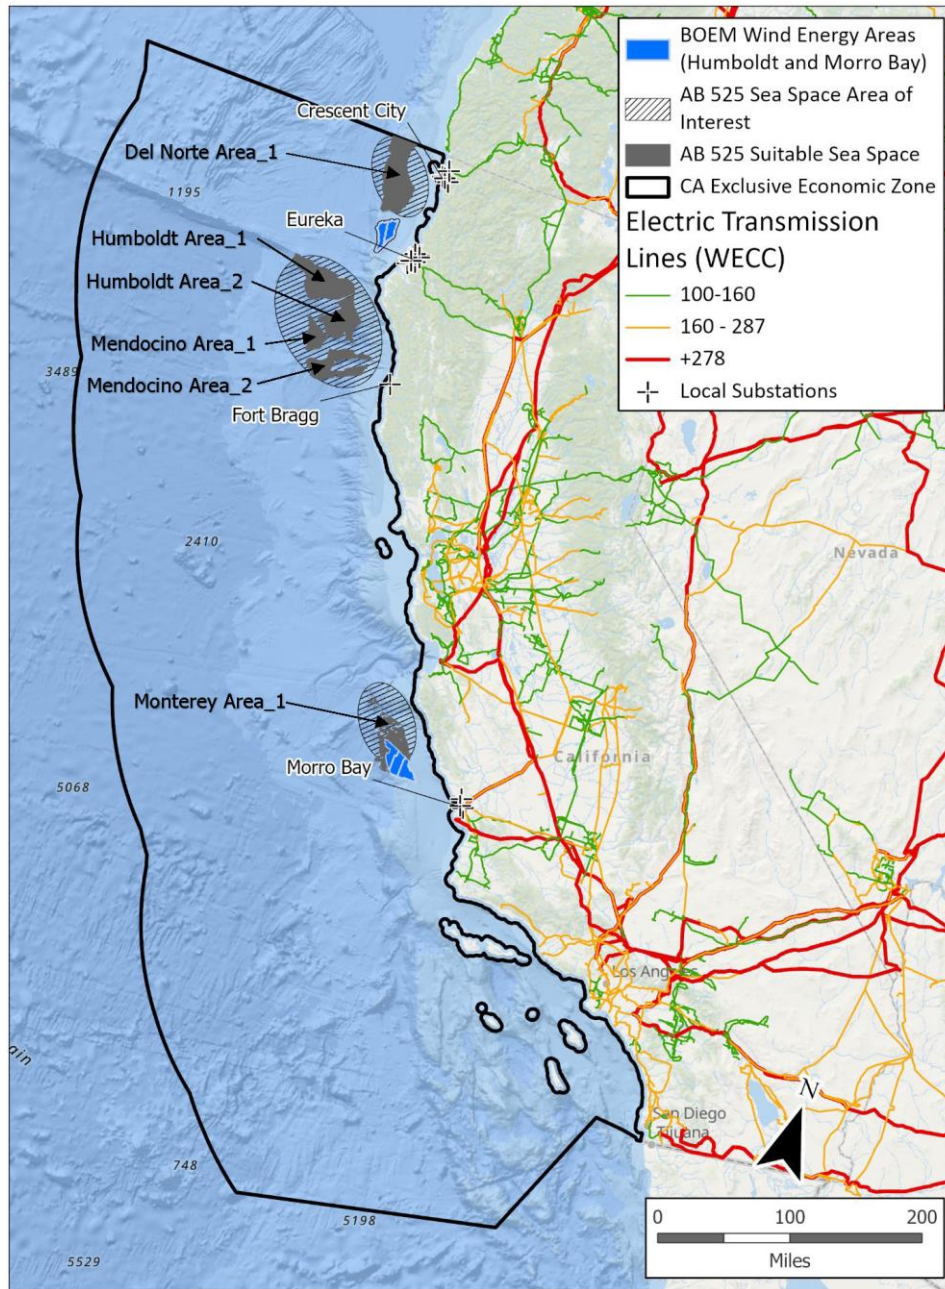 BOEM Wind Energy Areas
(Humboldt and Morro Bay)
AB 525 Sea Space Area of
Interest
AB 525 Suitable Sea Space
CA Exclusive Economic Zone
Electric Transmission
Lines (WECC)
100-160
160 - 287
+278
Local Substations
Crescent City
Del Norte Area_1
1195
Eureka
Humboldt Area_1
Humboldt Area_2
Mendocino Area_1
3489
Mendocino Area_2
Fort Bragg
2410
Nevada
Monterey Area_1
California
Morro Bay
5068
Los Angeles
ain
N
San Diego
Tijuana
748
5198
5529
0 100 200
Miles